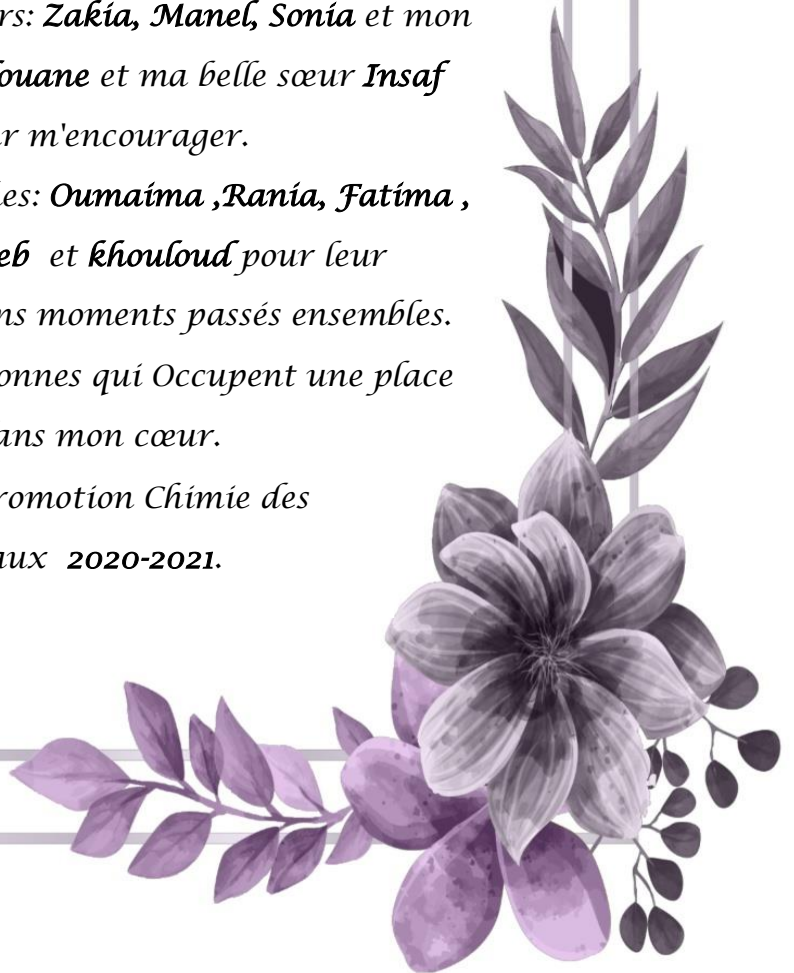 rs: Zakia, Manel, Sonia et mon
ouane et ma belle sœur Insaf
r m'encourager.
es: Oumaima ,Rania, Fatima ,
eb et khouloud pour leur
ns moments passés ensembles.
onnes qui Occupent une place
ans mon cœur.
romotion Chimie des
aux 2020-2021.